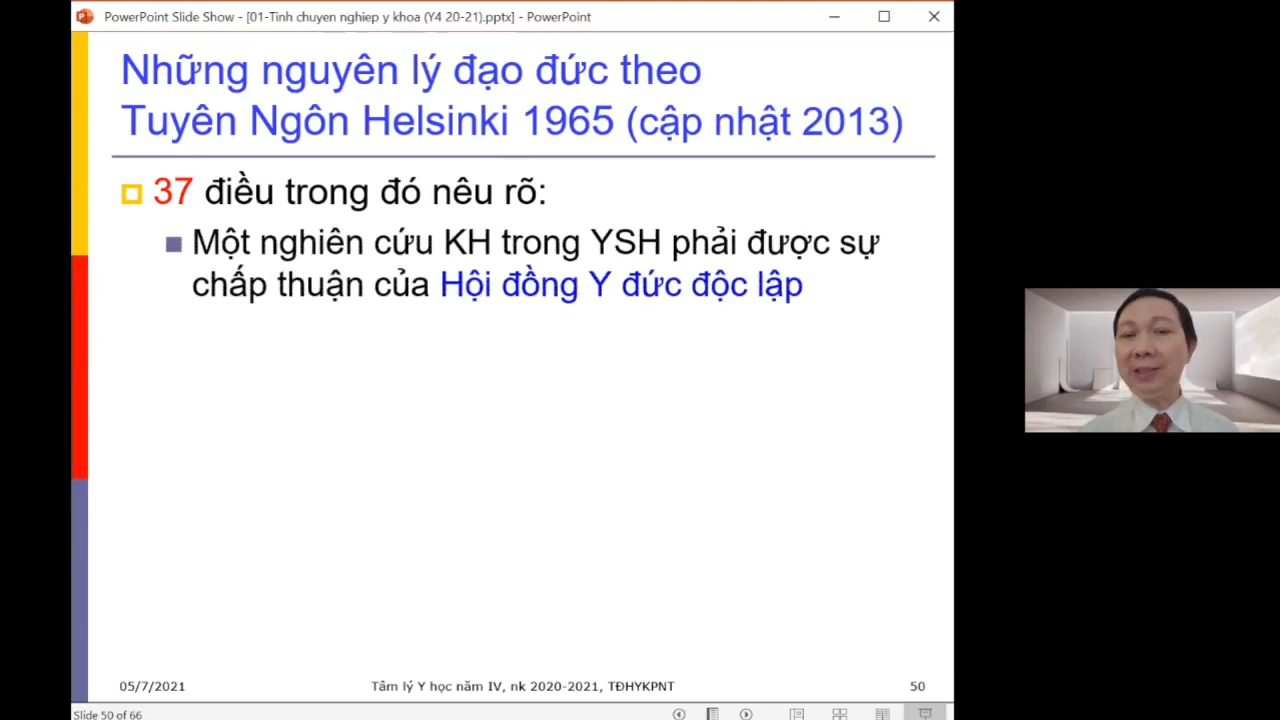 PowerPoint Slide Show - [01-Tinh chuyen nghiep y khoa (Y4 20-21).pptx] - PowerPoint
Những nguyên lý đạo đức theo
Tuyên Ngôn Helsinki 1965 (cập nhật 2013)
37 điều trong đó nêu rõ:
Một nghiên cứu KH trong YSH phải được sự
chấp thuận của Hội đồng Y đức độc lập
05/7/2021 Tâm lý Y học năm IV, nk 2020-2021, TĐHYKPNT 50
Slide 50 of 66